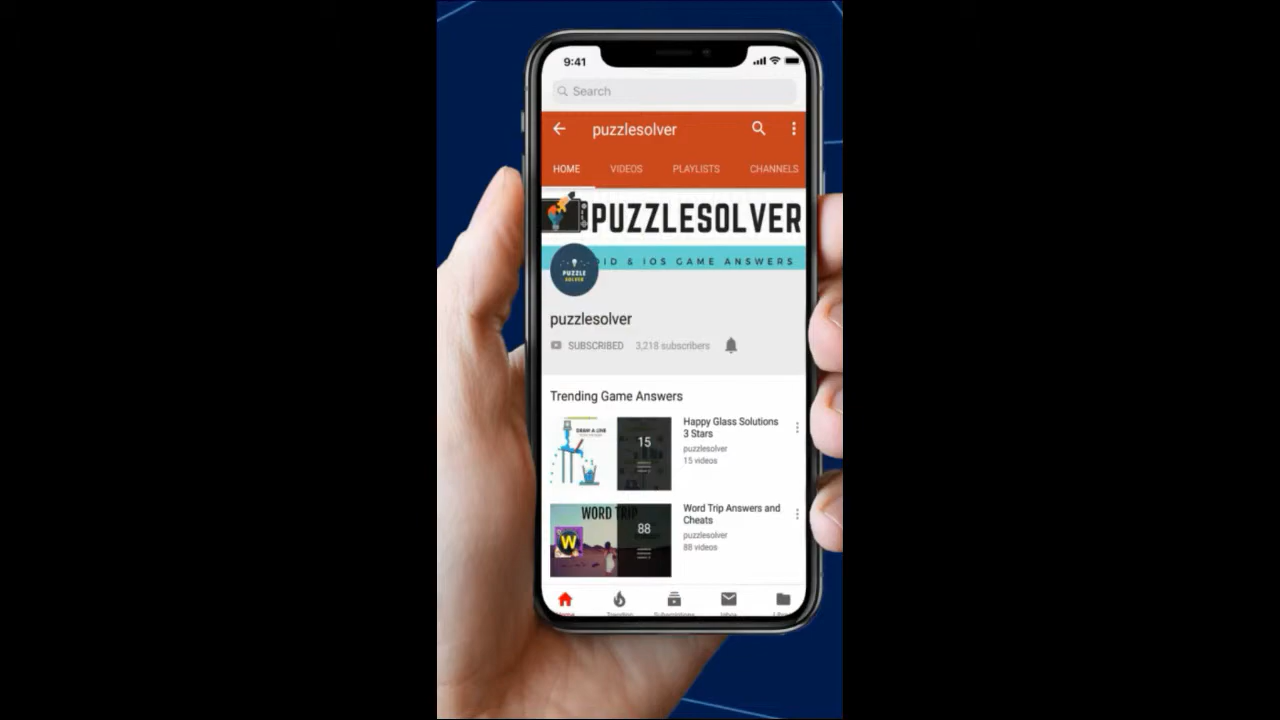 9:41
Search
puzzlesolver
HOME VIDEOS PLAYLISTS CHANNELS
PUZZLESOLVER
ID & IOS GAME ANSWERS
PUZZLE
SOLVER
puzzlesolver
SUBSCRIBED 3,218 subscribers
Trending Game Answers
DRAW A LINE
15
Happy Glass Solutions
3 Stars
puzzlesolver
15 videos
WORD TRIP
W
88
Word Trip Answers and
Cheats
puzzlesolver
88 videos